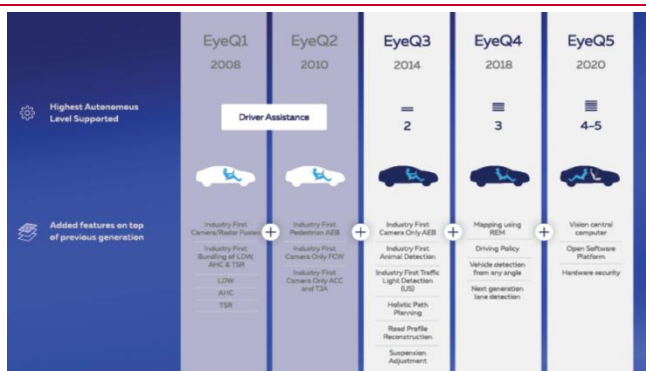 EyeQ1
2008
EyeQ2
2010
EyeQ3
2014
EyeQ4
2018
EyeQ5
2020
Highest Autonomous
Level Supported
Driver Assistance
2
3
4-5
Added features on top
of previous generation
Industry First
Camera/Radar Fusion
Industry First
Bundling of LDW,
AHC & TSR
LDW
AHC
TSR
+
Industry First
Pedestrian AEB
Industry First
Camera Only FCW
Industry First
Camera Only ACC
and TJA
+
Industry First
Camera Only AEB
Industry First
Animal Detection
Industry First Traffic
Light Detection
(US)
Holistic Path
Planning
Road Profile
Reconstruction
Suspension
Adjustment
+
Mapping using
REM
Driving Policy
Vehicle detection
from any angle
Next generation
lane detection
+
Vision central
computer
Open Software
Platform
Hardware security